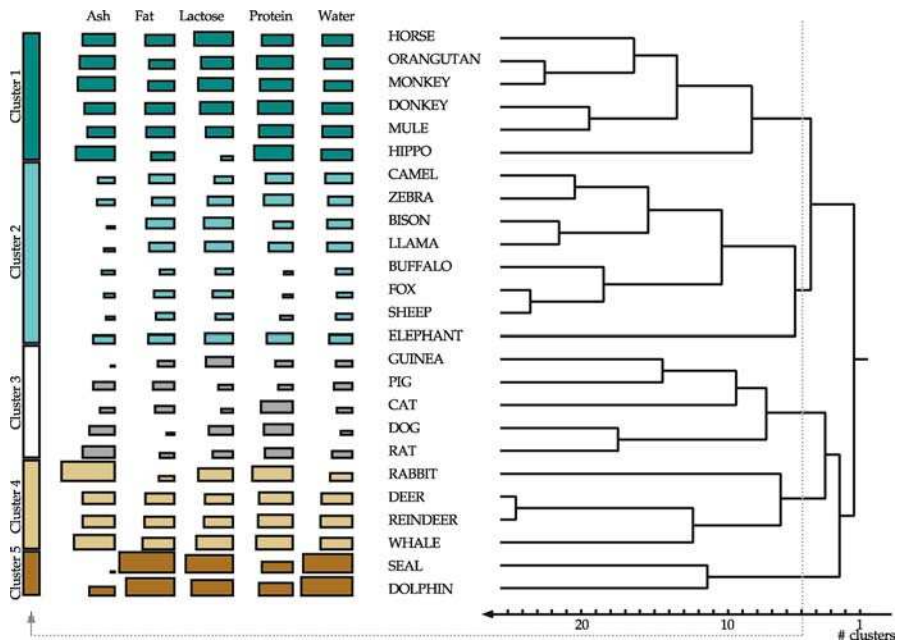 Ash Fat Lactose Protein Water
Cluster 1
Cluster 2
Cluster 3
Cluster 4
Cluster 5
HORSE
ORANGUTAN
MONKEY
DONKEY
MULE
HIPPO
CAMEL
ZEBRA
BISON
LLAMA
BUFFALO
FOX
SHEEP
ELEPHANT
GUINEA
PIG
CAT
DOG
RAT
RABBIT
DEER
REINDEER
WHALE
SEAL
DOLPHIN
20 10 1
# clusters